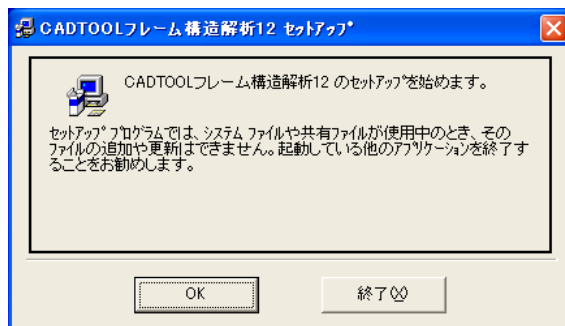 CADTOOLフレーム構造解析12 ｾｯﾄｱｯﾌﾟ
CADTOOLフレーム構造解析12 のｾｯﾄｱｯﾌﾟを始めます。
ｾｯﾄｱｯﾌﾟ ﾌﾟﾛｸﾞﾗﾑでは、ｼｽﾃﾑ ﾌｧｲﾙや共有ﾌｧｲﾙが使用中のとき、その
ﾌｧｲﾙの追加や更新はできません。起動している他のｱﾌﾟﾘｹｰｼｮﾝを終了す
ることをお勧めします。
OK
終了(X)